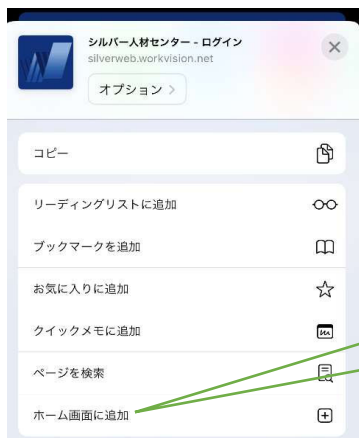 シルバー人材センター - ログイン
silverweb.workvision.net
オプション
コピー
リーディングリストに追加
ブックマークを追加
お気に入りに追加
クイックメモに追加
ページを検索
ホーム画面に追加